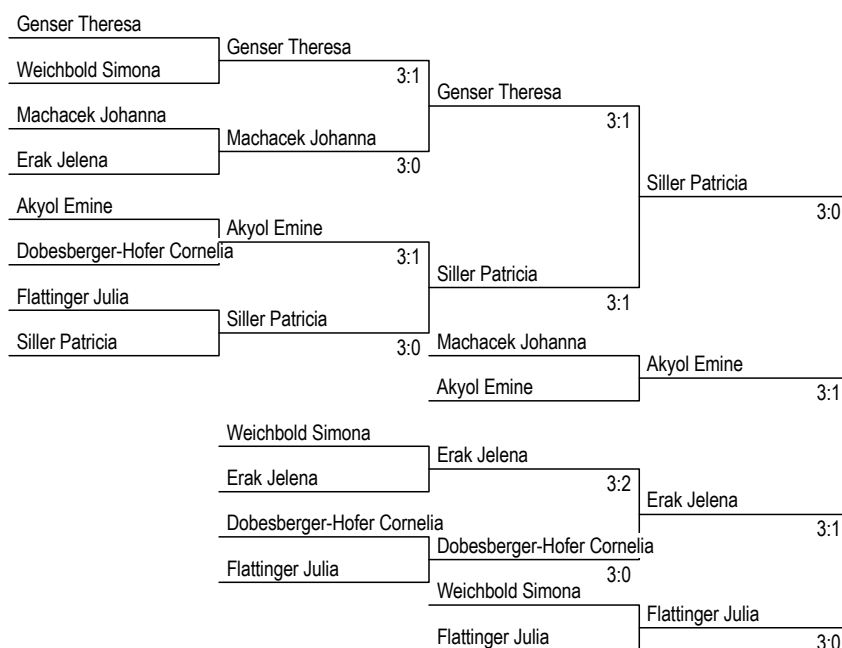 Genser Theresa
Genser Theresa
Weichbold Simona
3:1
Genser Theresa
Machacek Johanna
3:1
Machacek Johanna
Erak Jelena
3:0
Siller Patricia
Akyol Emine
3:0
Akyol Emine
Dobesberger-Hofer Cornelia
3:1
Siller Patricia
Flattinger Julia
3:1
Siller Patricia
Siller Patricia
3:0
Machacek Johanna
Akyol Emine
Akyol Emine
3:1
Weichbold Simona
Erak Jelena
Erak Jelena
3:2
Erak Jelena
Dobesberger-Hofer Cornelia
3:1
Dobesberger-Hofer Cornelia
Flattinger Julia
3:0
Weichbold Simona
Flattinger Julia
Flattinger Julia
3:0